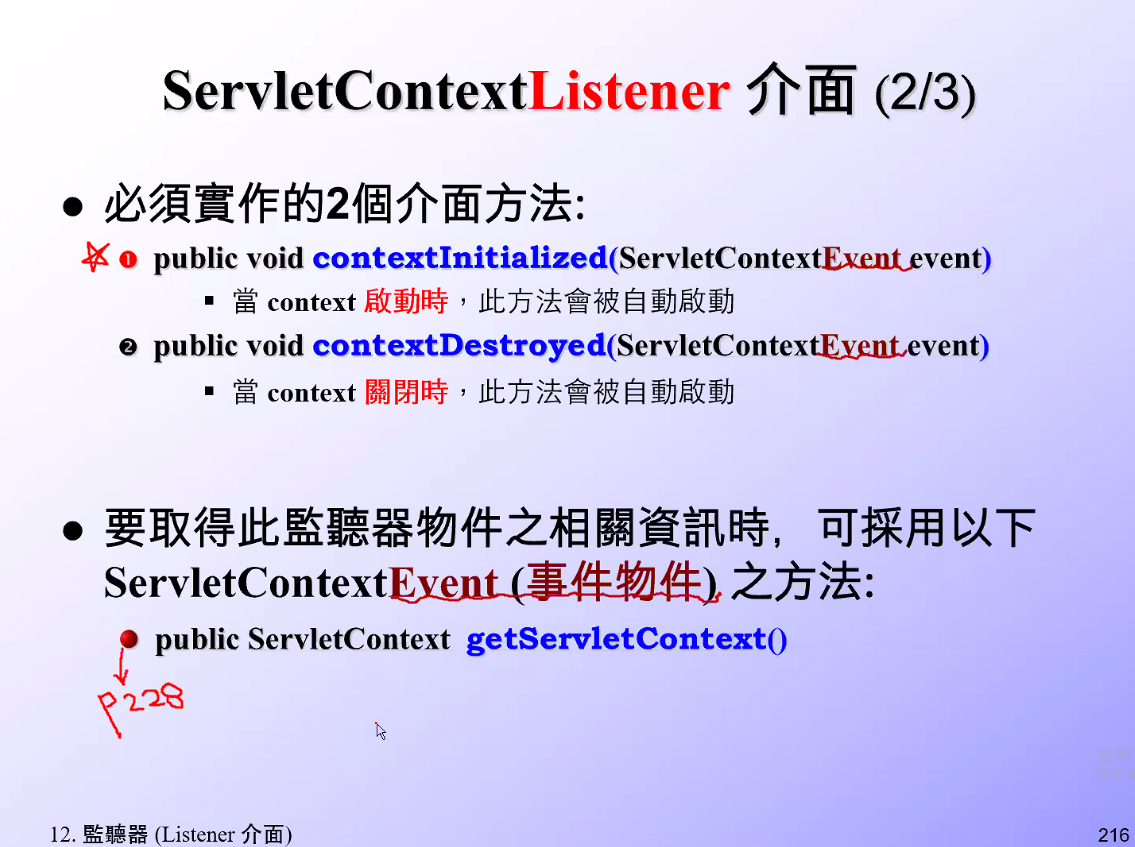 ServletContextListener 介面 (2/3)
● 必須實作的2個介面方法:
❶ public void contextInitialized(ServletContextEvent event)
▪ 當 context 啟動時，此方法會被自動啟動
❷ public void contextDestroyed(ServletContextEvent event)
▪ 當 context 關閉時，此方法會被自動啟動
● 要取得此監聽器物件之相關資訊時，可採用以下
ServletContextEvent (事件物件) 之方法:
public ServletContext getServletContext()
P228
12. 監聽器 (Listener 介面)
216